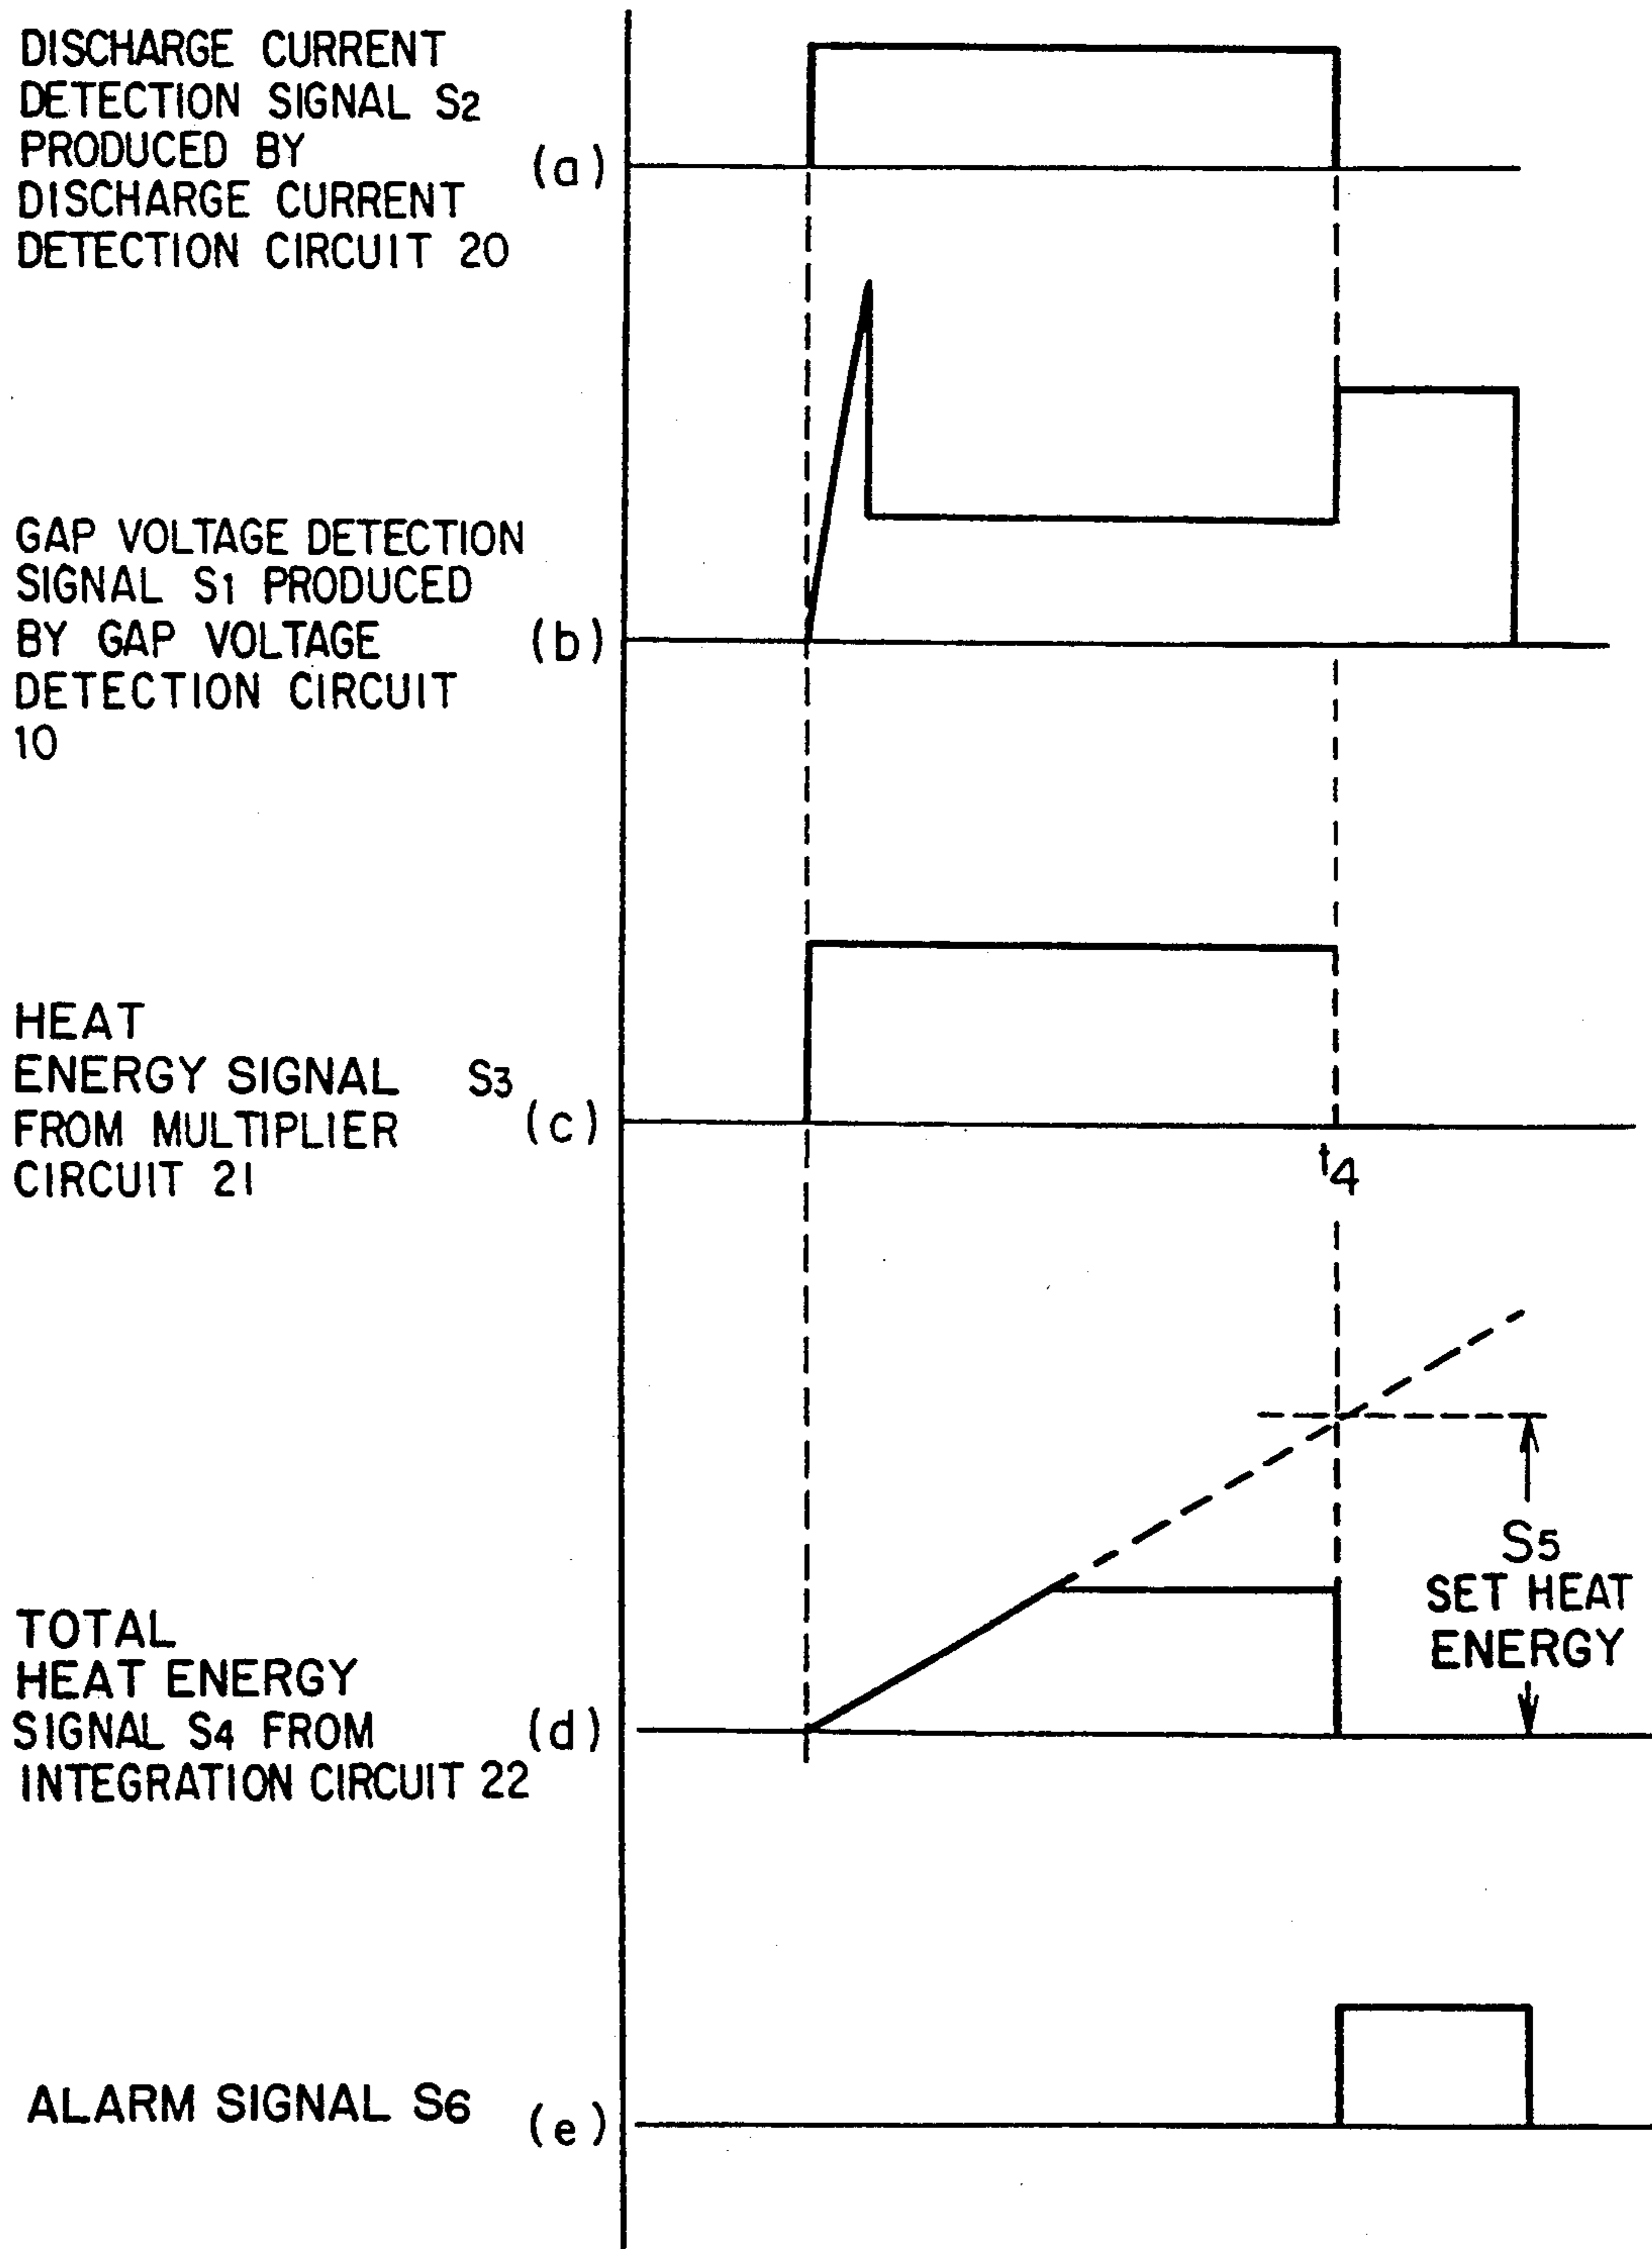 DISCHARGE CURRENT
DETECTION SIGNAL S2
PRODUCED BY
DISCHARGE CURRENT
DETECTION CIRCUIT 20
(a)
GAP VOLTAGE DETECTION
SIGNAL S1 PRODUCED
BY GAP VOLTAGE
DETECTION CIRCUIT
10
(b)
HEAT
ENERGY SIGNAL S3
FROM MULTIPLIER
CIRCUIT 21
(c)
t4
S5
SET HEAT
ENERGY
TOTAL
HEAT ENERGY
SIGNAL S4 FROM
INTEGRATION CIRCUIT 22
(d)
ALARM SIGNAL S6
(e)